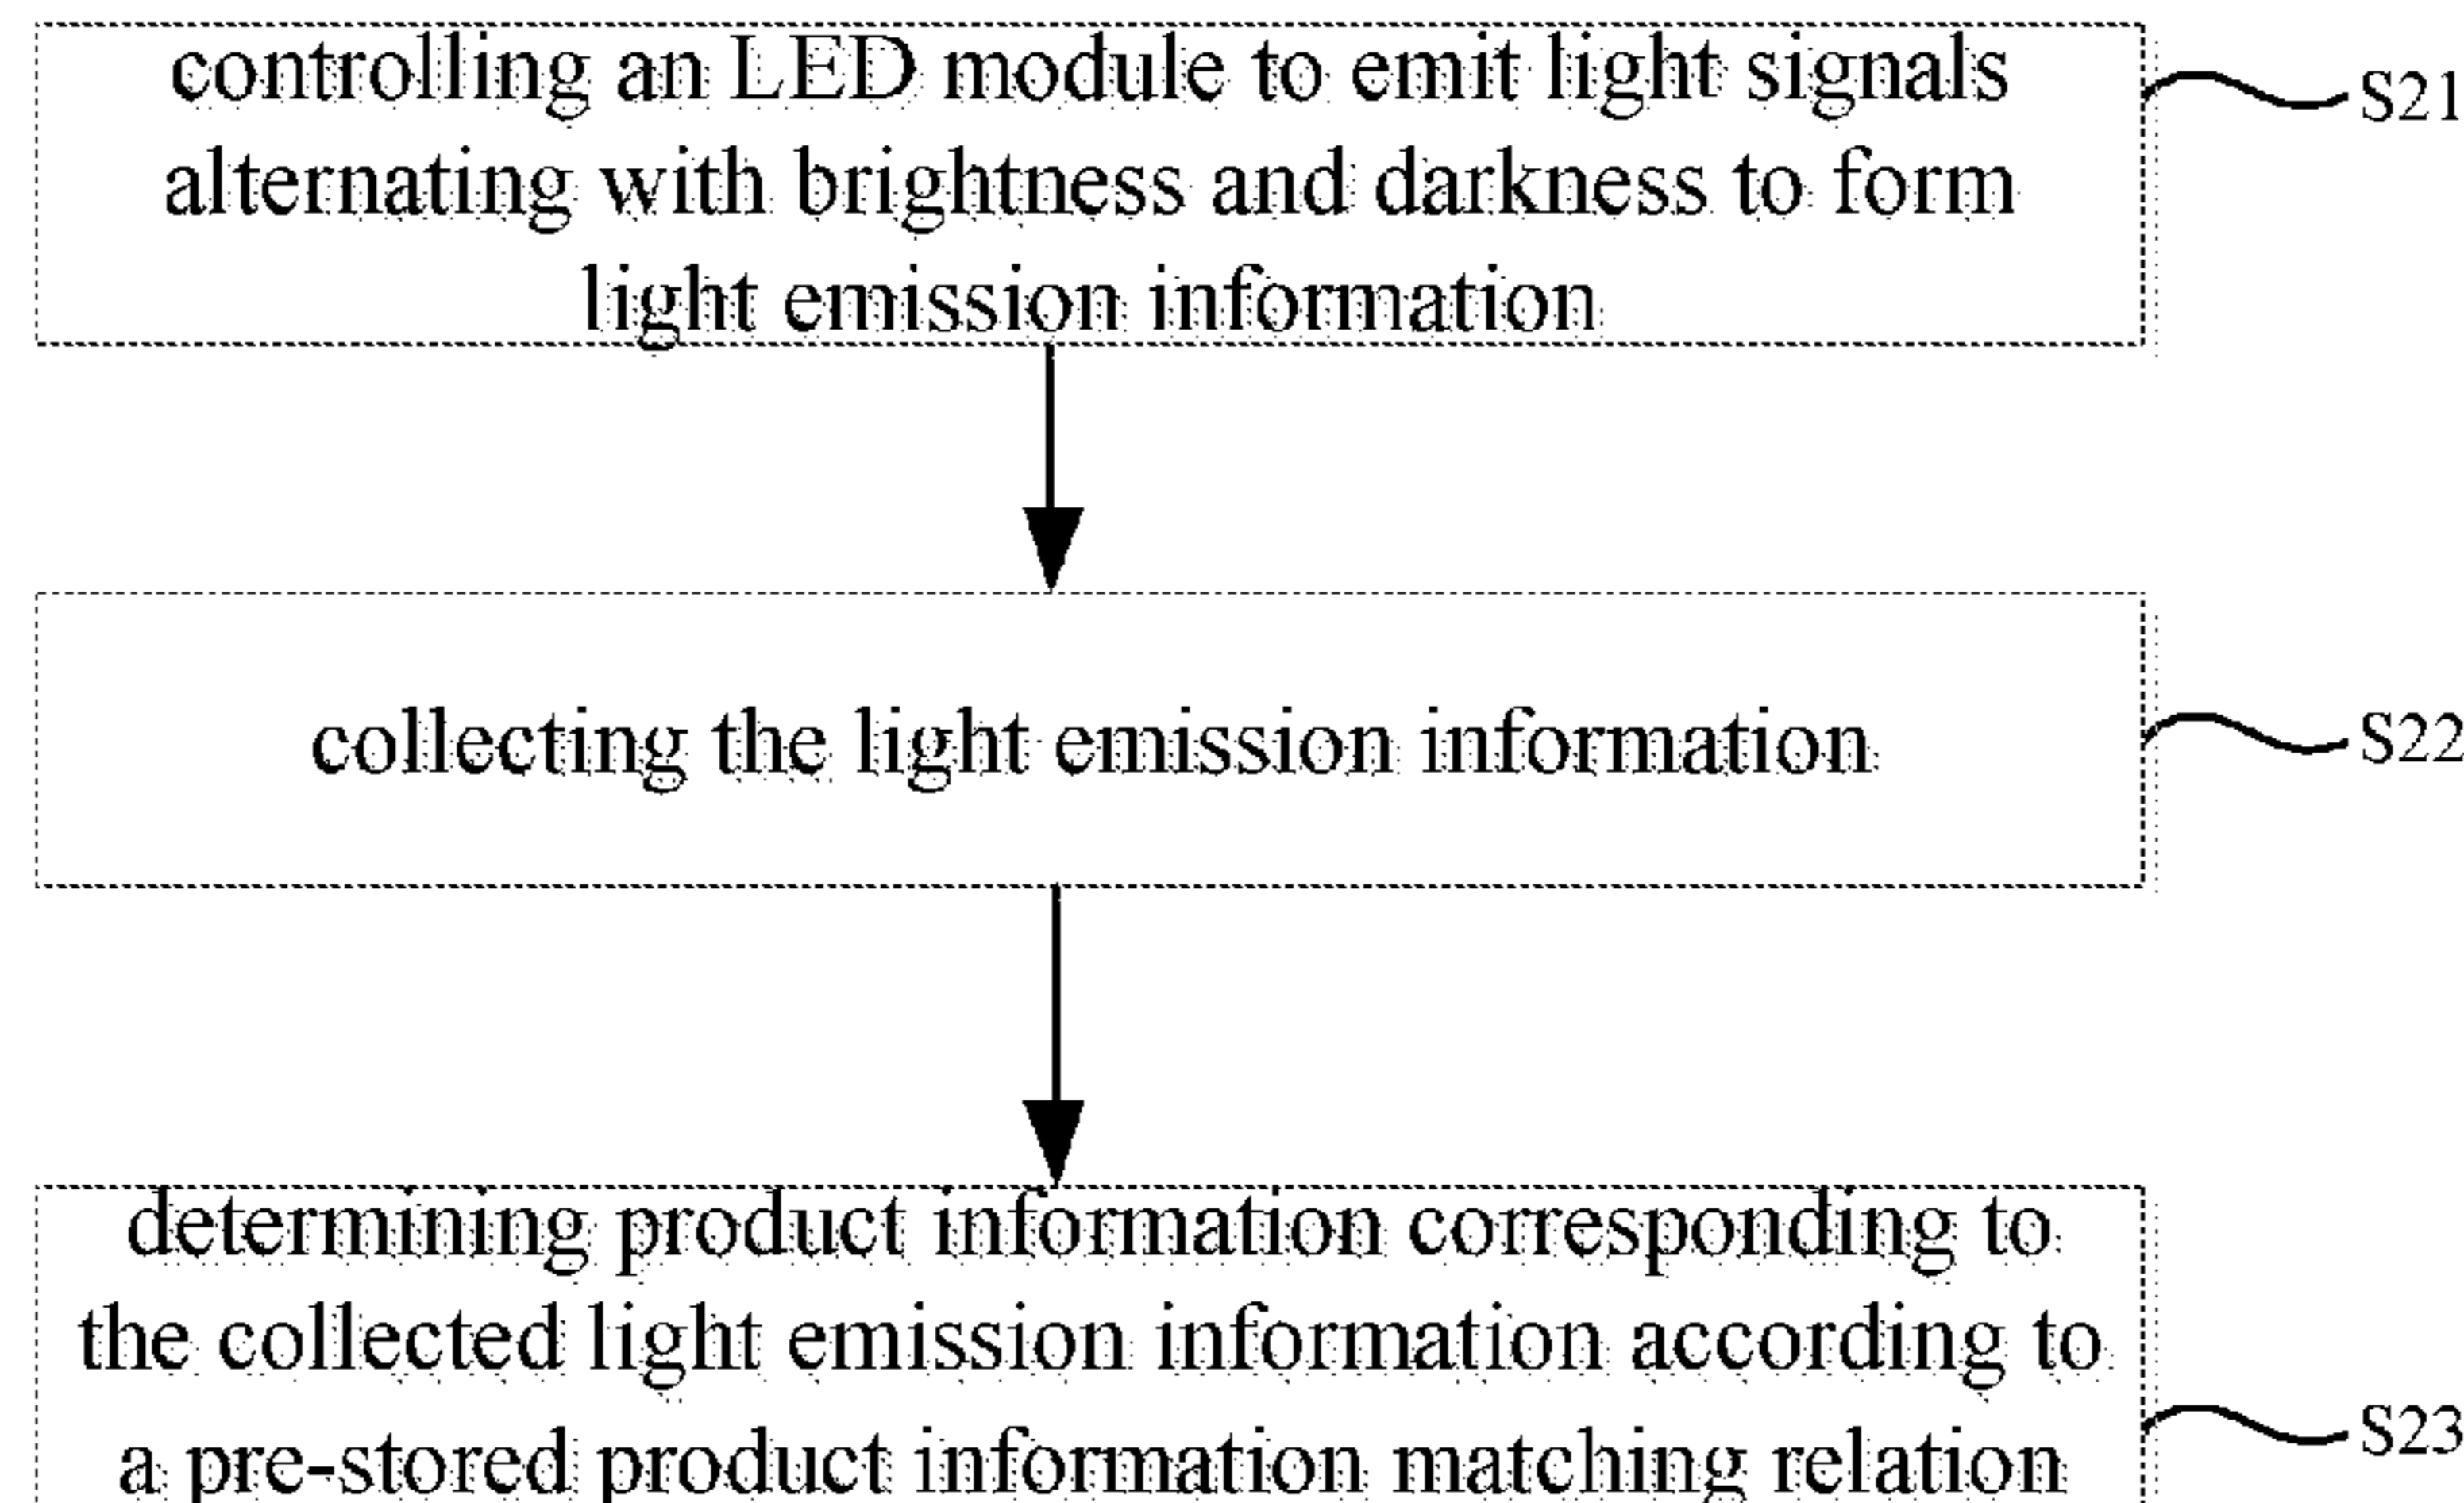 controlling an LED module to emit light signals
alternating with brightness and darkness to form
light emission information
S21
collecting the light emission information
S22
determining product information corresponding to
the collected light emission information according to
a pre-stored product information matching relation
S23